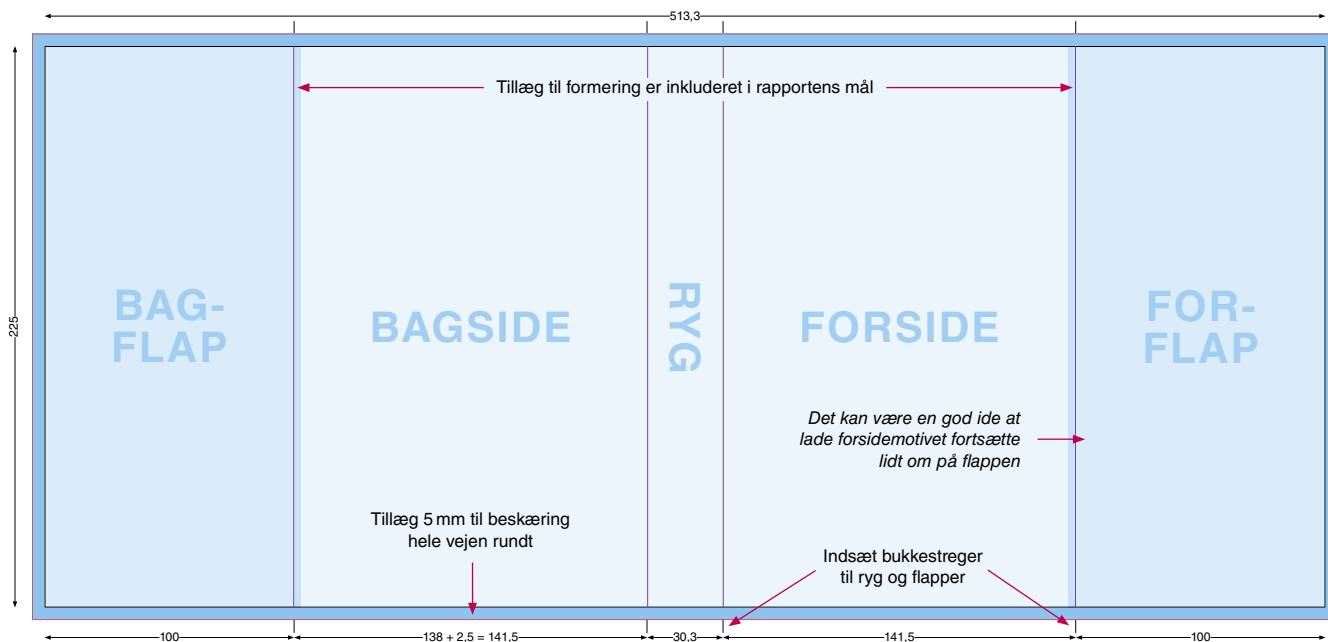 513,3
Tillæg til formering er inkluderet i rapportens mål
225
BAG-
FLAP
BAGSIDE
RYG
FORSIDE
FOR-
FLAP
Det kan være en god ide at
lade forsidemotivet fortsætte
lidt om på flappen
Tillæg 5 mm til beskæring
hele vejen rundt
Indsæt bukkestreger
til ryg og flapper
100
138 + 2,5 = 141,5
30,3
141,5
100